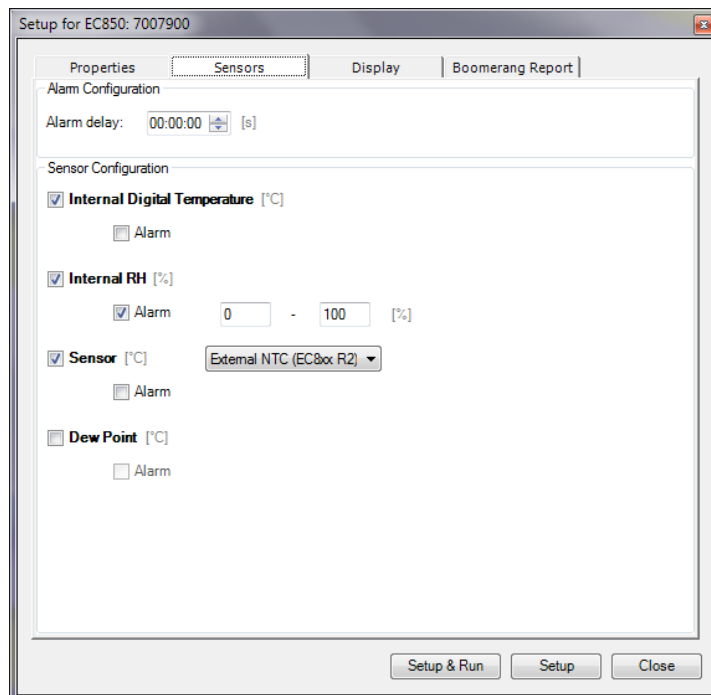 Setup for EC850: 7007900
Properties Sensors Display Boomerang Report
Alarm Configuration
Alarm delay: 00:00:00 [s]
Sensor Configuration
Internal Digital Temperature [°C]
Alarm
Internal RH [%]
Alarm 0 - 100 [%]
Sensor [°C] External NTC (EC8xx R2)
Alarm
Dew Point [°C]
Alarm
Setup & Run Setup Close